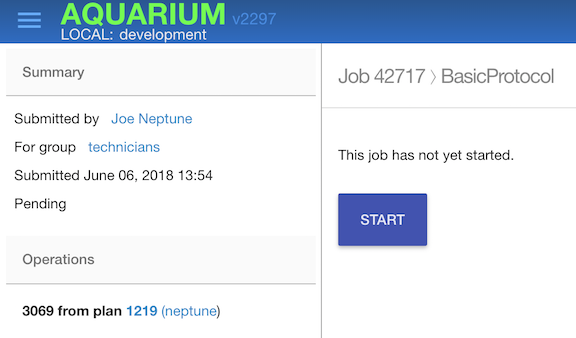 AQUARIUM v2297
LOCAL: development
Summary
Submitted by Joe Neptune
For group technicians
Submitted June 06, 2018 13:54
Pending
Operations
3069 from plan 1219 (neptune)
Job 42717 〉BasicProtocol
This job has not yet started.
START